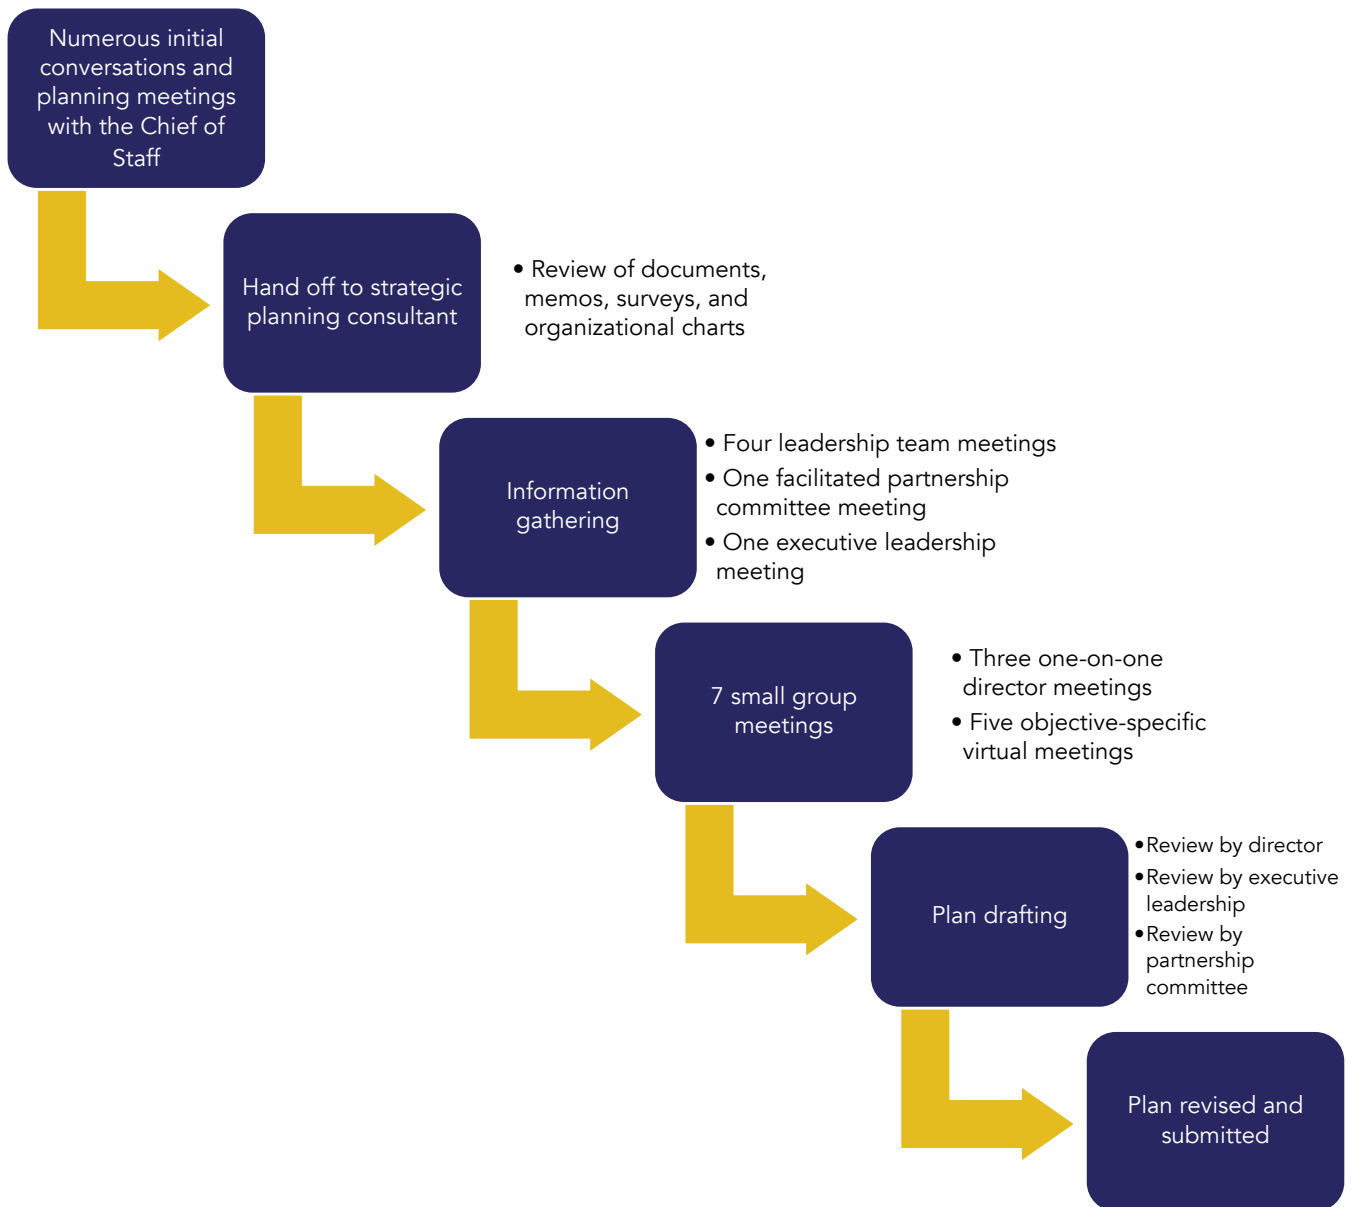 Numerous initial
conversations and
planning meetings
with the Chief of
Staff
Hand off to strategic
planning consultant
• Review of documents,
memos, surveys, and
organizational charts
Information
gathering
• Four leadership team meetings
• One facilitated partnership
committee meeting
• One executive leadership
meeting
7 small group
meetings
• Three one-on-one
director meetings
• Five objective-specific
virtual meetings
Plan drafting
•Review by director
•Review by executive
leadership
•Review by
partnership
committee
Plan revised and
submitted